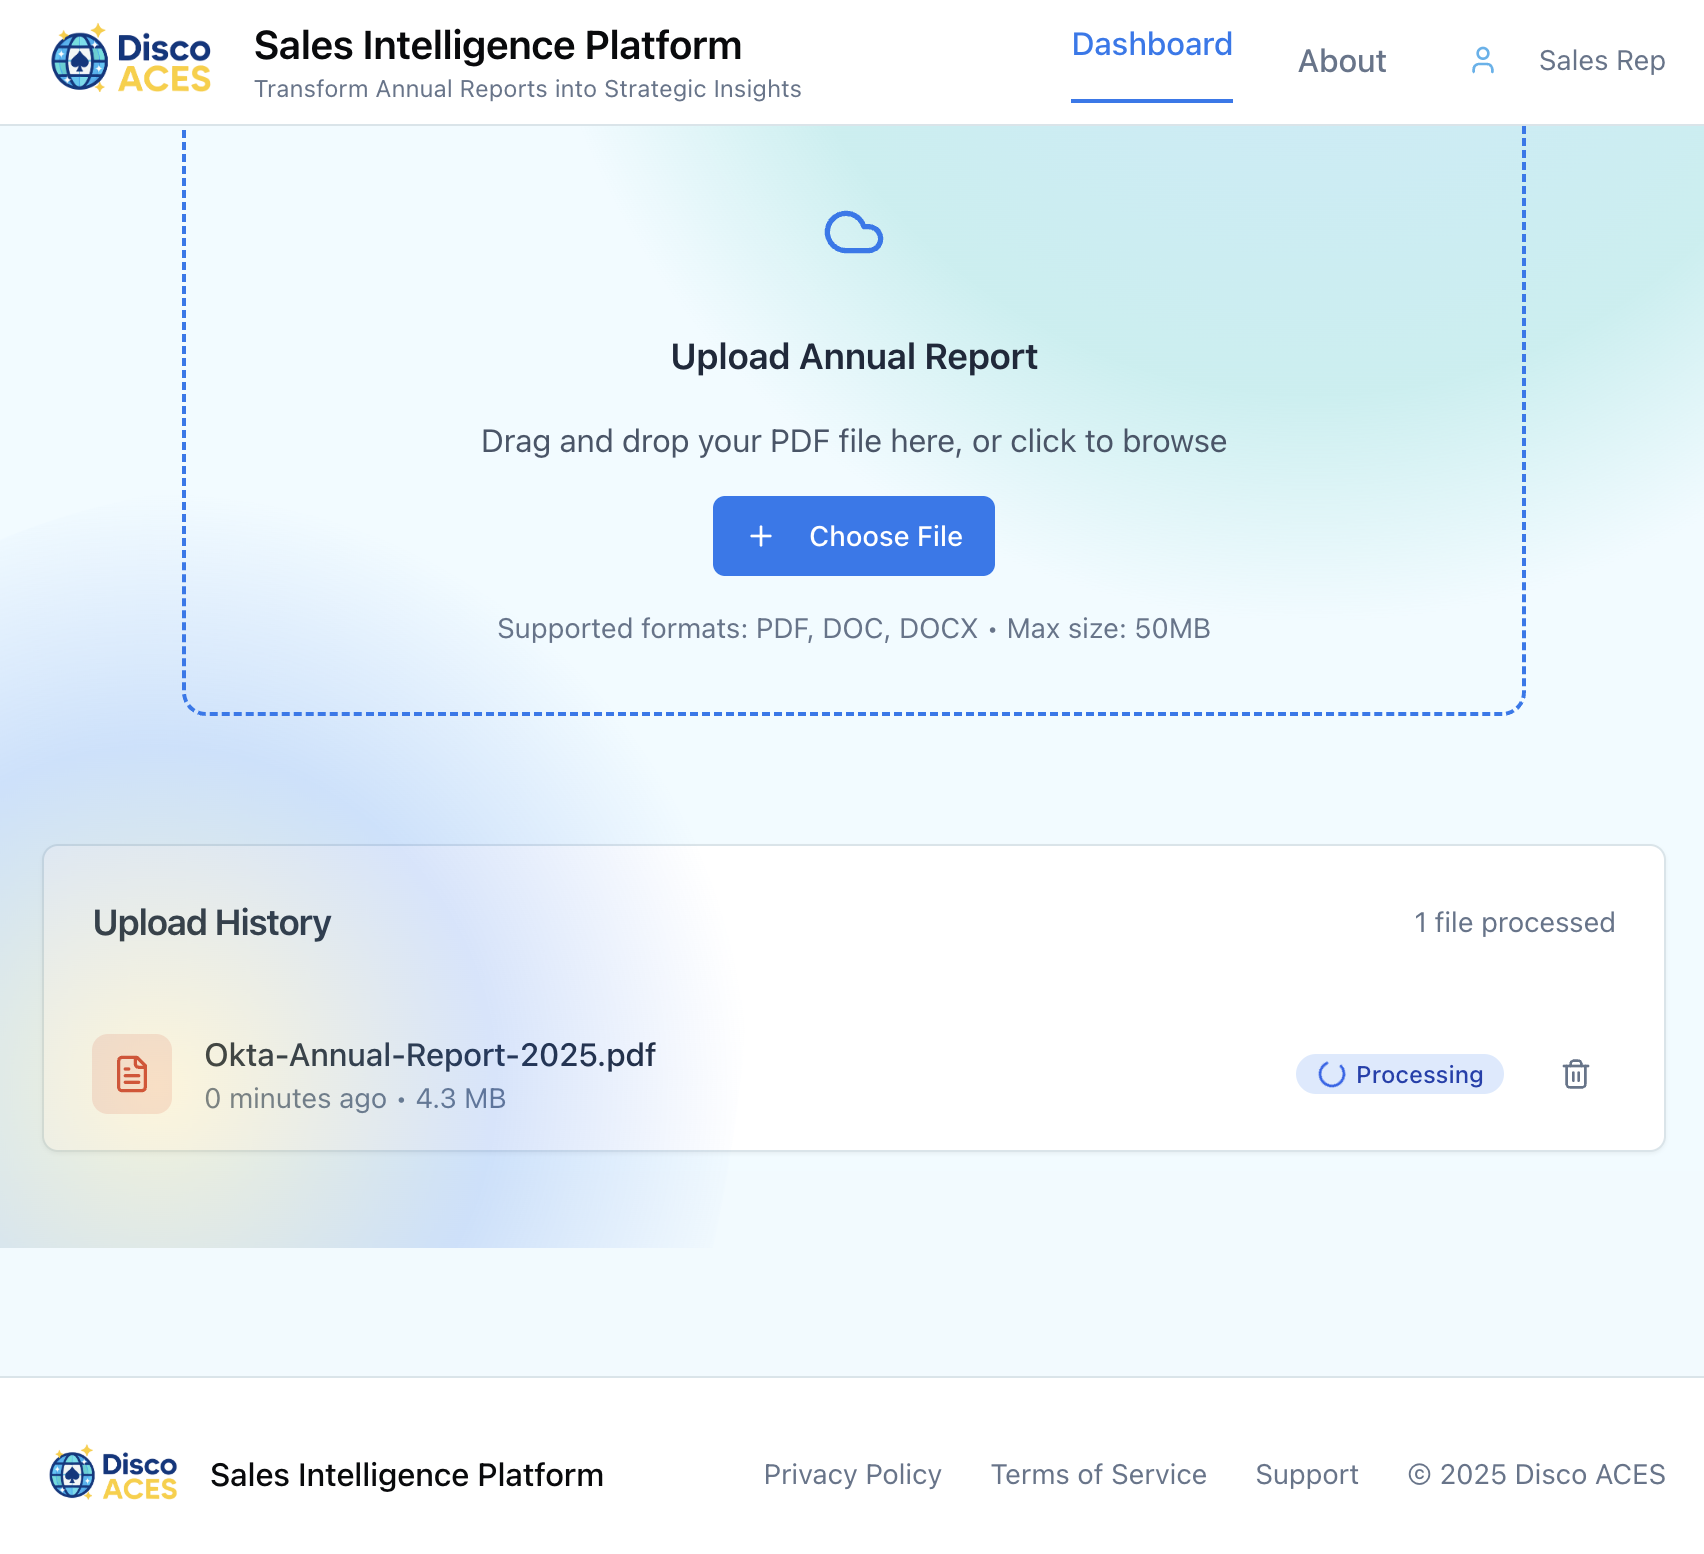 Disco
ACES
Sales Intelligence Platform
Transform Annual Reports into Strategic Insights
Dashboard
About
Sales Rep
Upload Annual Report
Drag and drop your PDF file here, or click to browse
Choose File
Supported formats: PDF, DOC, DOCX • Max size: 50MB
Upload History
1 file processed
Okta-Annual-Report-2025.pdf
0 minutes ago • 4.3 MB
Processing
Disco
ACES
Sales Intelligence Platform
Privacy Policy
Terms of Service
Support
© 2025 Disco ACES